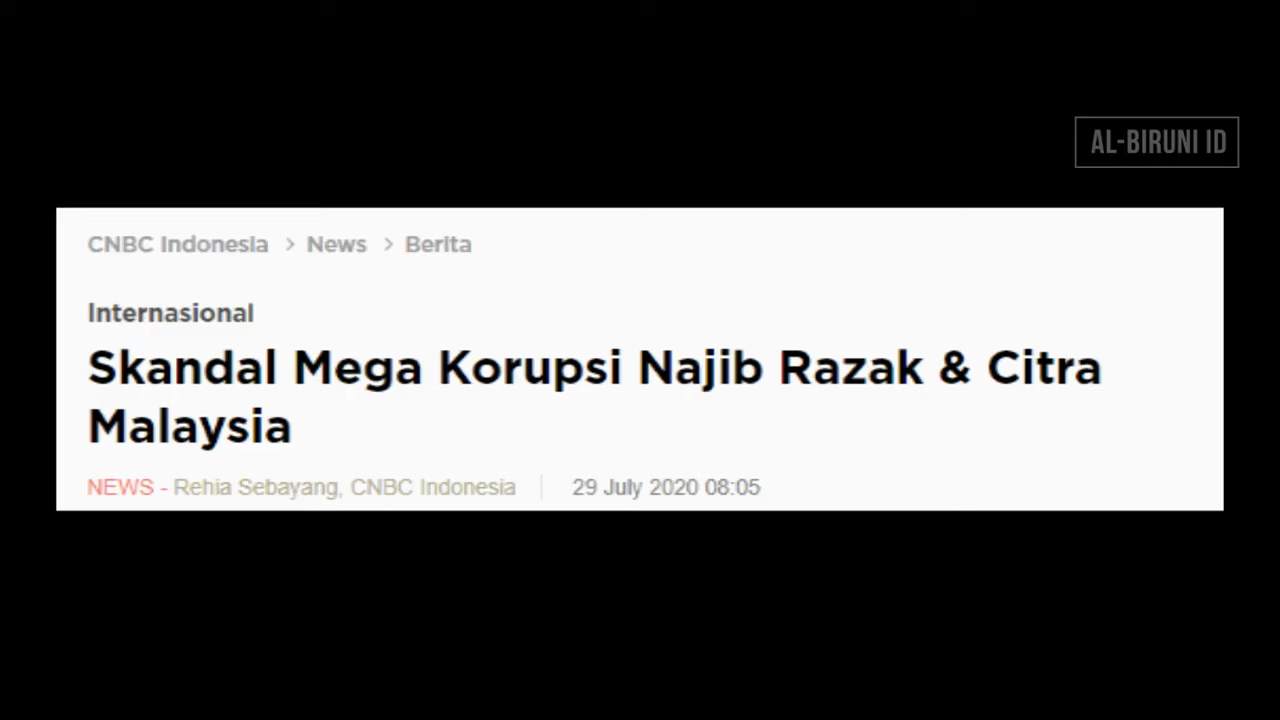 AL-BIRUNI ID
CNBC Indonesia > News > Berita
Internasional
Skandal Mega Korupsi Najib Razak & Citra
Malaysia
NEWS - Rehia Sebayang, CNBC Indonesia | 29 July 2020 08:05